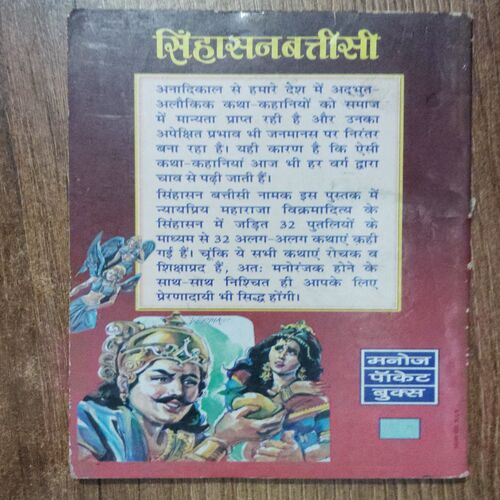 सिंहासनबत्तीसी
अनादिकाल से हमारे देश में अद्भुत-
अलौकिक कथा-कहानियों को समाज
में मान्यता प्राप्त रही है और उनका
अपेक्षित प्रभाव भी जनमानस पर निरंतर
बना रहा है। यही कारण है कि ऐसी
कथा-कहानियां आज भी हर वर्ग द्वारा
चाव से पढ़ी जाती हैं।
सिंहासन बत्तीसी नामक इस पुस्तक में
न्यायप्रिय महाराजा विक्रमादित्य के
सिंहासन में जड़ित 32 पुतलियों के
माध्यम से 32 अलग-अलग कथाएं कही
गई हैं। चूंकि ये सभी कथाएं रोचक व
शिक्षाप्रद हैं, अतः मनोरंजक होने के
साथ-साथ निश्चित ही आपके लिए
प्रेरणादायी भी सिद्ध होंगी।
मनोज
पॉकेट
बुक्स